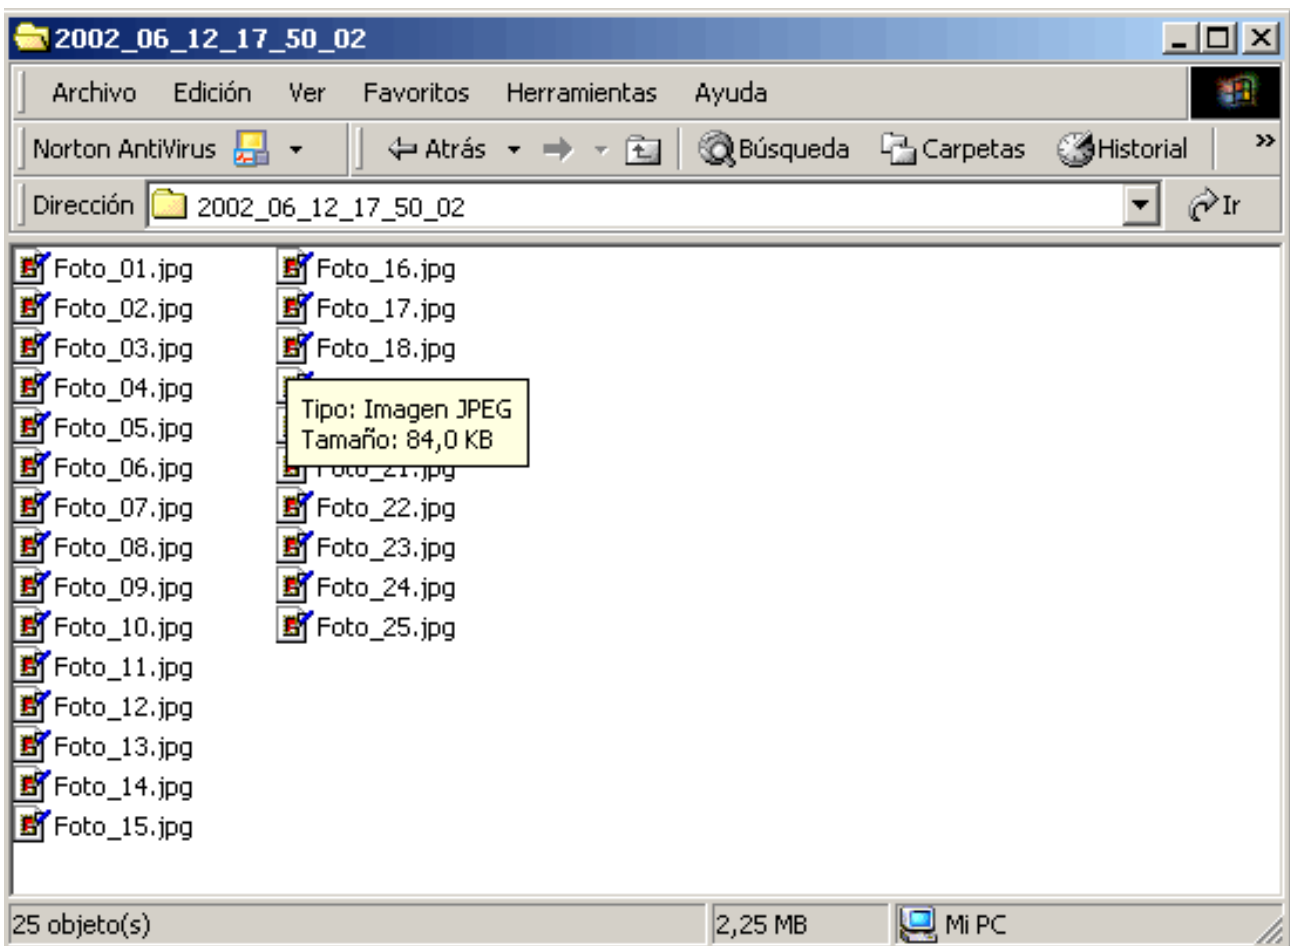 2002_06_12_17_50_02
Archivo Edición Ver Favoritos Herramientas Ayuda
Norton AntiVirus Atrás Búsqueda Carpetas Historial »
Dirección 2002_06_12_17_50_02 Ir
Foto_01.jpg
Foto_02.jpg
Foto_03.jpg
Foto_04.jpg
Foto_05.jpg
Foto_06.jpg
Foto_07.jpg
Foto_08.jpg
Foto_09.jpg
Foto_10.jpg
Foto_11.jpg
Foto_12.jpg
Foto_13.jpg
Foto_14.jpg
Foto_15.jpg
Foto_16.jpg
Foto_17.jpg
Foto_18.jpg
Tipo: Imagen JPEG
Tamaño: 84,0 KB
Foto_21.jpg
Foto_22.jpg
Foto_23.jpg
Foto_24.jpg
Foto_25.jpg
25 objeto(s) 2,25 MB Mi PC